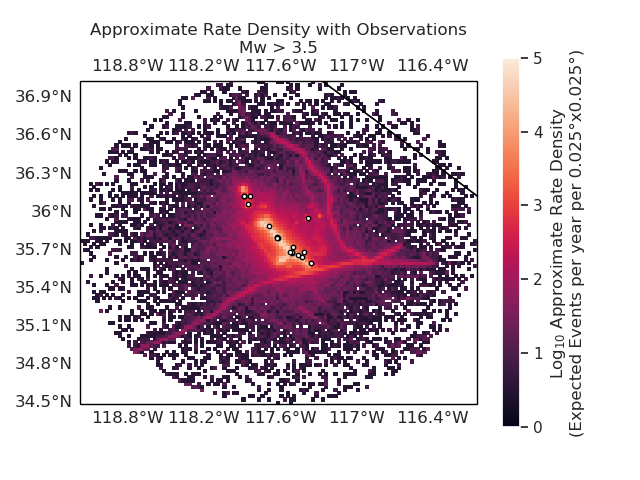 Approximate Rate Density with Observations
Mw > 3.5
118.8°W 118.2°W 117.6°W 117°W 116.4°W
36.9°N
36.6°N
36.3°N
36°N
35.7°N
35.4°N
35.1°N
34.8°N
34.5°N
118.8°W 118.2°W 117.6°W 117°W 116.4°W
5
4
3
2
1
0
Log₁₀ Approximate Rate Density
(Expected Events per year per 0.025°x0.025°)